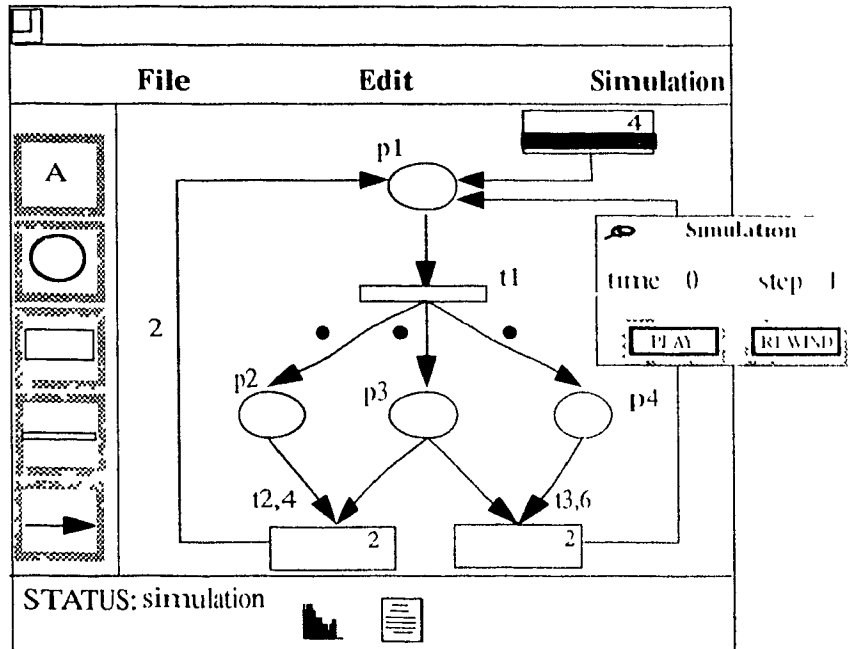 File Edit Simulation
4
A
p1
Simulation
time 0 step 1
t1
2
PLAY REWIND
p2 p3 p4
t2,4 t3,6
2 2
STATUS: simulation